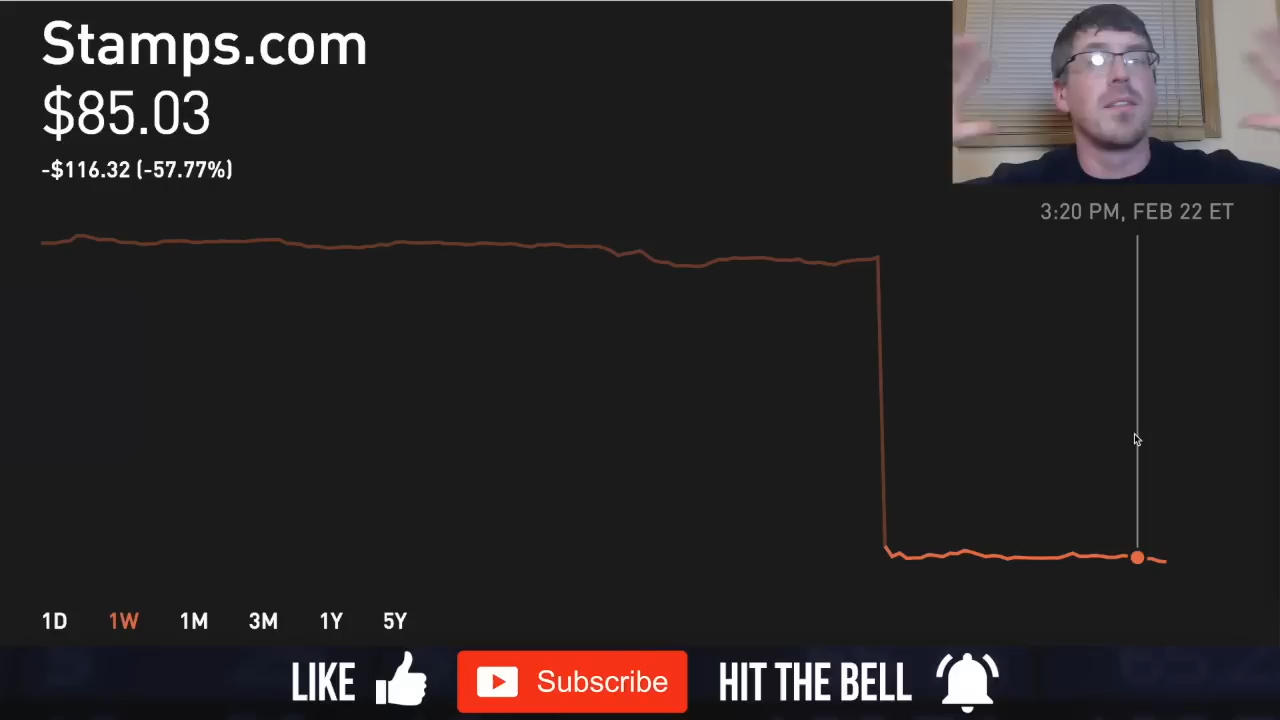 Stamps.com
$85.03
-$116.32 (-57.77%)
3:20 PM, FEB 22 ET
1D 1W 1M 3M 1Y 5Y
LIKE Subscribe HIT THE BELL